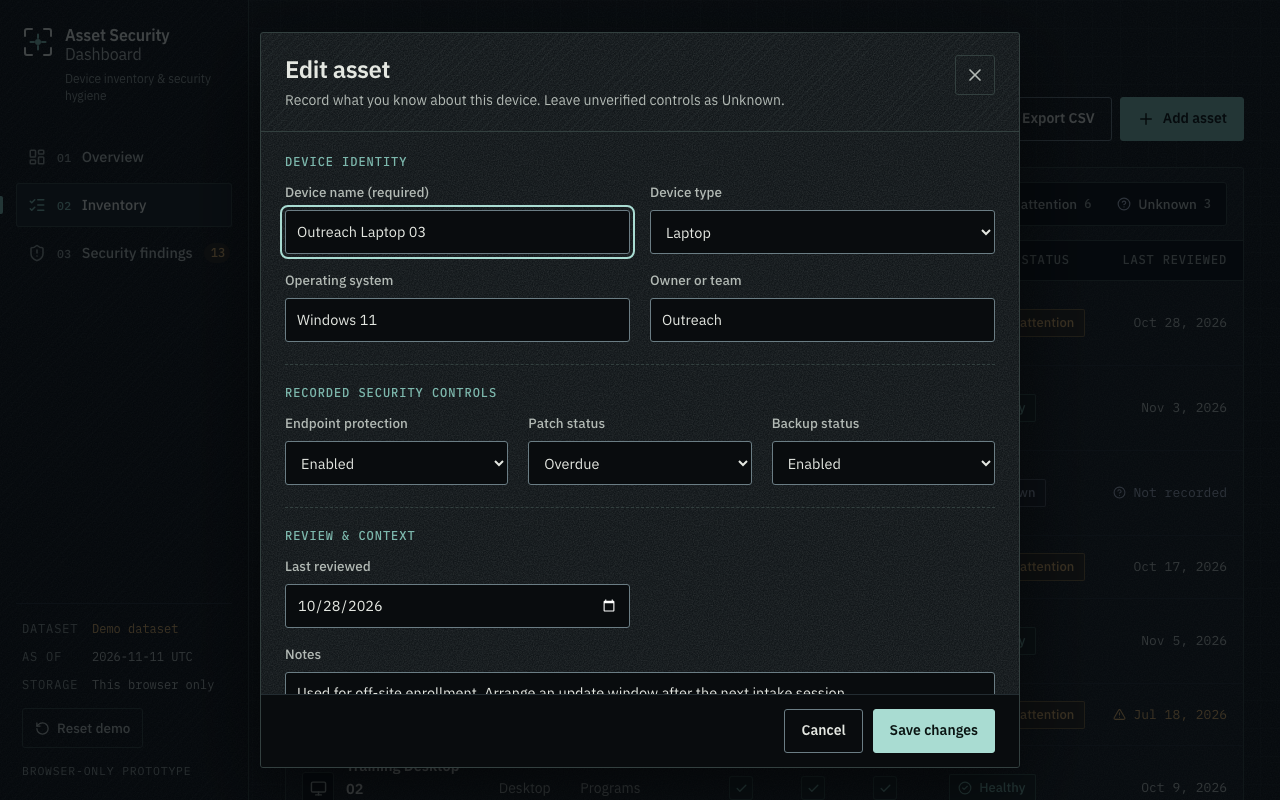 Asset Security
Dashboard
Device inventory & security
hygiene
01 Overview
02 Inventory
03 Security findings 13
DATASET Demo dataset
AS OF 2026-11-11 UTC
STORAGE This browser only
Reset demo
BROWSER-ONLY PROTOTYPE
Edit asset
Record what you know about this device. Leave unverified controls as Unknown.
DEVICE IDENTITY
Device name (required)
Device type
Outreach Laptop 03
Laptop
Operating system
Owner or team
Windows 11
Outreach
RECORDED SECURITY CONTROLS
Endpoint protection
Patch status
Backup status
Enabled
Overdue
Enabled
REVIEW & CONTEXT
Last reviewed
10/28/2026
Notes
Used for off-site enrollment. Arrange an update window after the next intake session.
Cancel
Save changes
Export CSV
Add asset
attention 6
Unknown 3
STATUS LAST REVIEWED
attention Oct 28, 2026
Nov 3, 2026
Not recorded
attention Oct 17, 2026
Nov 5, 2026
attention Jul 18, 2026
Training Desktop
02 Desktop Programs Healthy Oct 9, 2026